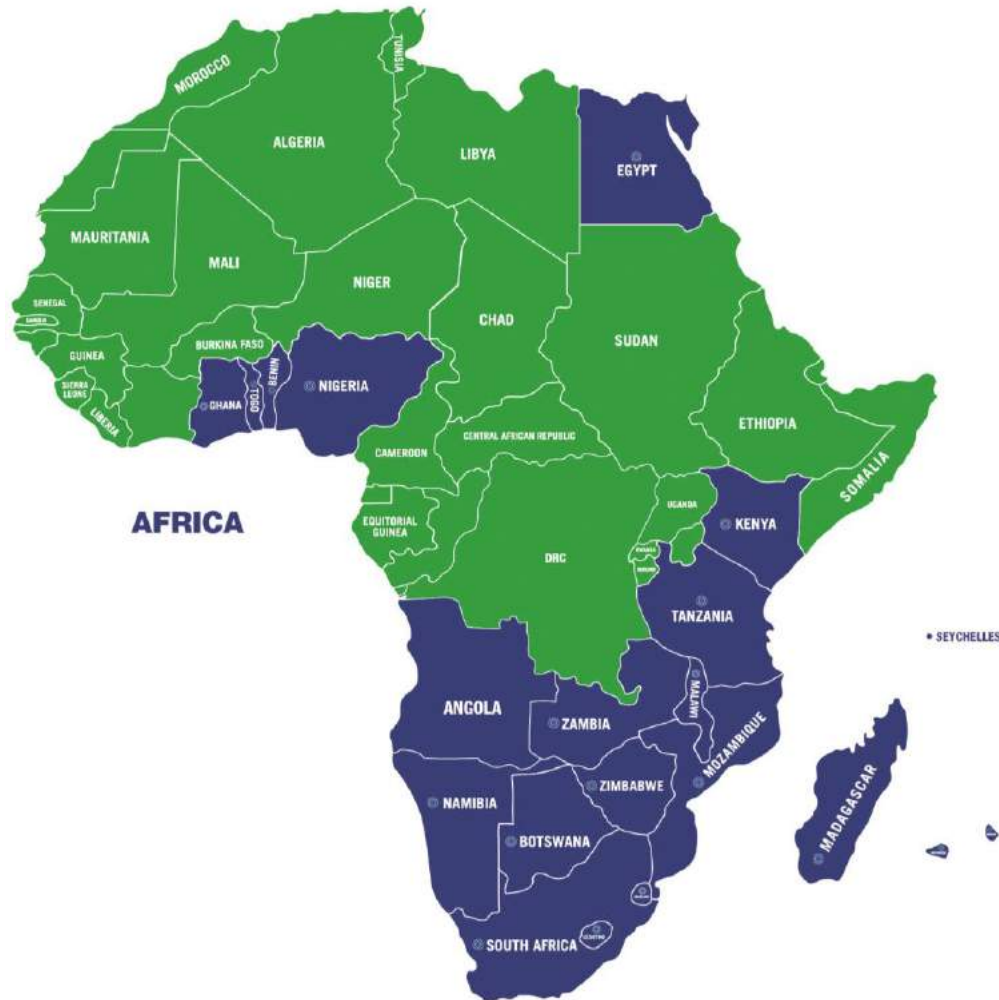 MOROCCO
TUNISIA
ALGERIA
LIBYA
EGYPT
MAURITANIA
MALI
NIGER
CHAD
SUDAN
SENEGAL
GAMBIA
GUINEA
BURKINA FASO
BENIN
NIGERIA
SIERRA
LEONE
LIBERIA
GHANA
TOGO
ETHIOPIA
SOMALIA
CENTRAL AFRICAN REPUBLIC
CAMEROON
UGANDA
KENYA
AFRICA
EQUITORIAL
GUINEA
DRC
TANZANIA
SEYCHELLES
ANGOLA
ZAMBIA
MALAWI
MOZAMBIQUE
NAMIBIA
ZIMBABWE
MADAGASCAR
BOTSWANA
SOUTH AFRICA
LESOTHO